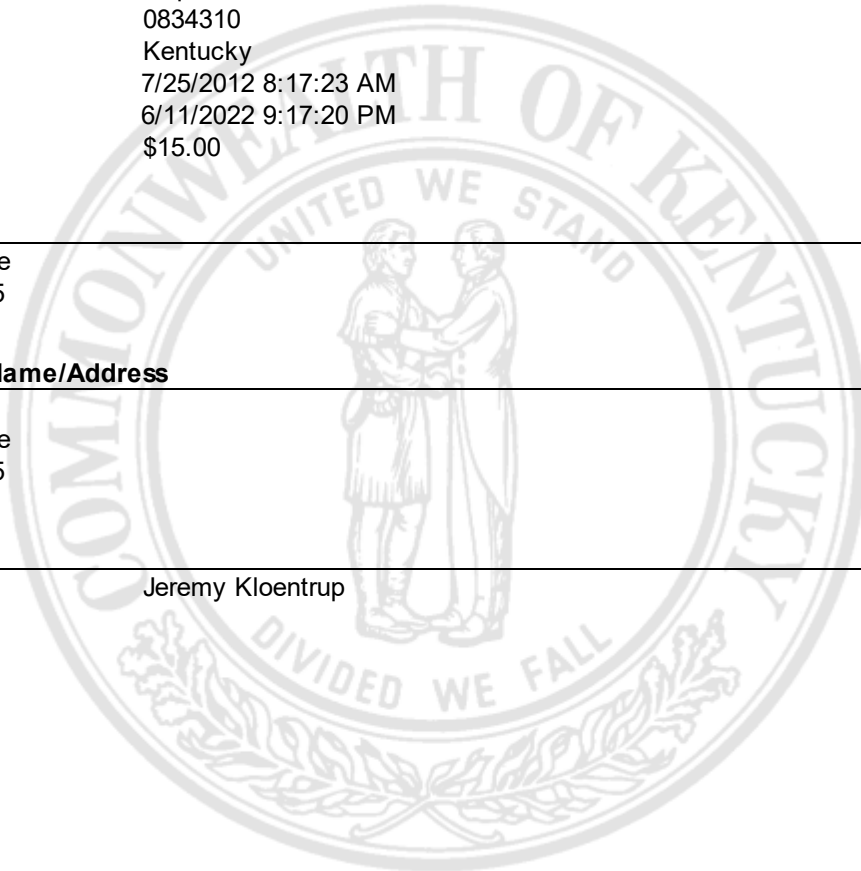 0834310
Kentucky
7/25/2012 8:17:23 AM
6/11/2022 9:17:20 PM
$15.00
COMMONWEALTH OF KENTUCKY
UNITED WE STAND
e
5
ame/Address
e
5
Jeremy Kloentrup
DIVIDED WE FALL